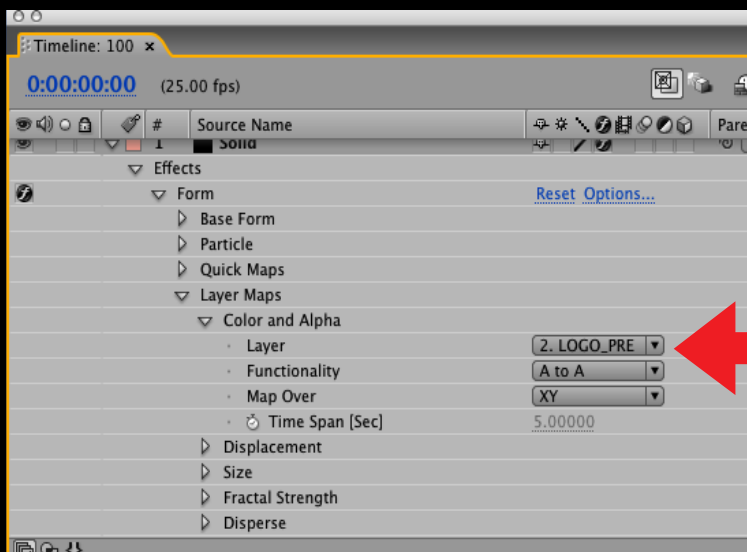 Timeline: 100 ×
0:00:00:00 (25.00 fps)
# Source Name Pare
1 Solid
Effects
Form Reset Options...
Base Form
Particle
Quick Maps
Layer Maps
Color and Alpha
Layer 2. LOGO_PRE
Functionality A to A
Map Over XY
Time Span [Sec] 5.00000
Displacement
Size
Fractal Strength
Disperse